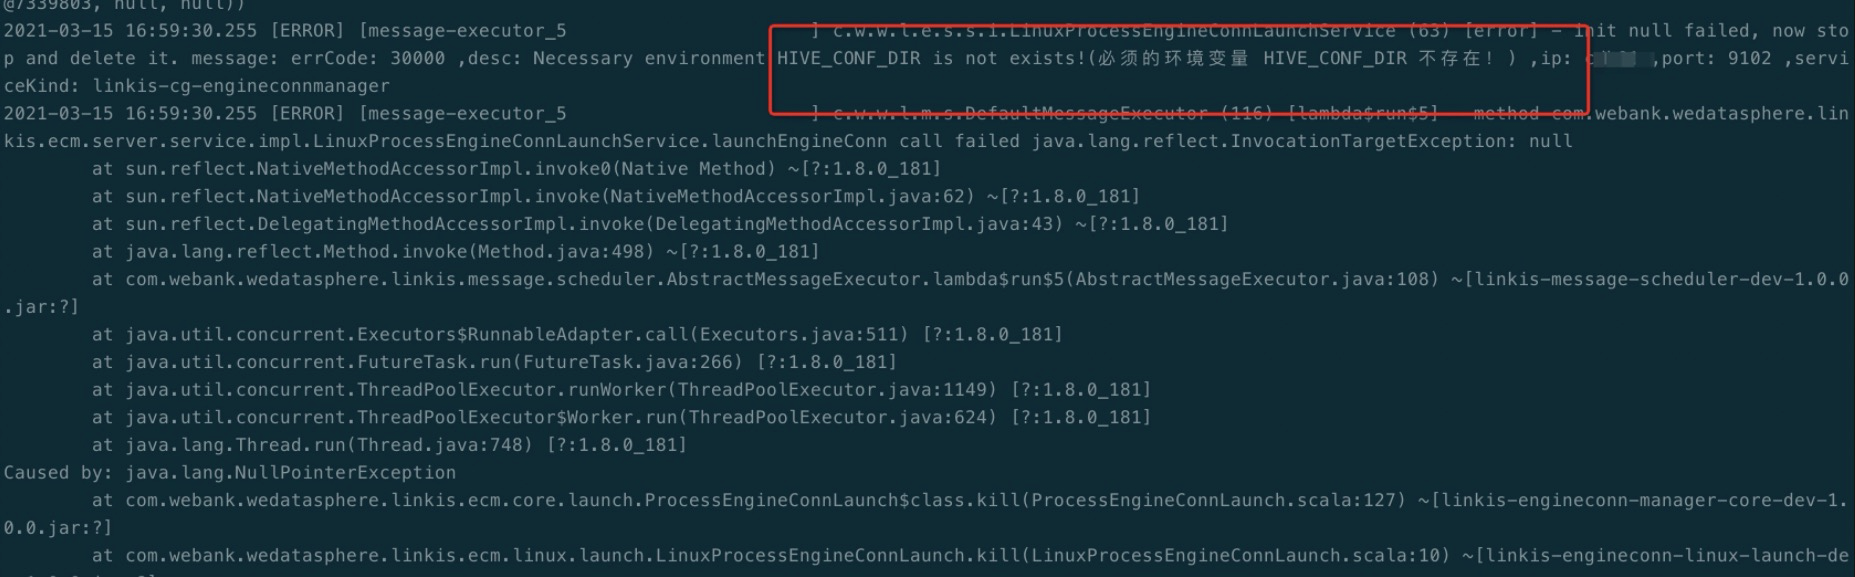 @7339803, null, null))
2021-03-15 16:59:30.255 [ERROR] [message-executor_5 ] c.w.w.l.e.s.s.i.LinuxProcessEngineConnLaunchService (63) [error] - init null failed, now sto
p and delete it. message: errCode: 30000 ,desc: Necessary environment HIVE_CONF_DIR is not exists!(必须的环境变量 HIVE_CONF_DIR 不存在！) ,ip: ,port: 9102 ,servi
ceKind: linkis-cg-engineconnmanager
2021-03-15 16:59:30.255 [ERROR] [message-executor_5 ] c.w.w.l.m.s.DefaultMessageExecutor (116) [lambda$run$5] - method com.webank.wedatasphere.lin
kis.ecm.server.service.impl.LinuxProcessEngineConnLaunchService.launchEngineConn call failed java.lang.reflect.InvocationTargetException: null
at sun.reflect.NativeMethodAccessorImpl.invoke0(Native Method) ~[?:1.8.0_181]
at sun.reflect.NativeMethodAccessorImpl.invoke(NativeMethodAccessorImpl.java:62) ~[?:1.8.0_181]
at sun.reflect.DelegatingMethodAccessorImpl.invoke(DelegatingMethodAccessorImpl.java:43) ~[?:1.8.0_181]
at java.lang.reflect.Method.invoke(Method.java:498) ~[?:1.8.0_181]
at com.webank.wedatasphere.linkis.message.scheduler.AbstractMessageExecutor.lambda$run$5(AbstractMessageExecutor.java:108) ~[linkis-message-scheduler-dev-1.0.0
.jar:?]
at java.util.concurrent.Executors$RunnableAdapter.call(Executors.java:511) [?:1.8.0_181]
at java.util.concurrent.FutureTask.run(FutureTask.java:266) [?:1.8.0_181]
at java.util.concurrent.ThreadPoolExecutor.runWorker(ThreadPoolExecutor.java:1149) [?:1.8.0_181]
at java.util.concurrent.ThreadPoolExecutor$Worker.run(ThreadPoolExecutor.java:624) [?:1.8.0_181]
at java.lang.Thread.run(Thread.java:748) [?:1.8.0_181]
Caused by: java.lang.NullPointerException
at com.webank.wedatasphere.linkis.ecm.core.launch.ProcessEngineConnLaunch$class.kill(ProcessEngineConnLaunch.scala:127) ~[linkis-engineconn-manager-core-dev-1.
0.0.jar:?]
at com.webank.wedatasphere.linkis.ecm.linux.launch.LinuxProcessEngineConnLaunch.kill(LinuxProcessEngineConnLaunch.scala:10) ~[linkis-engineconn-linux-launch-de